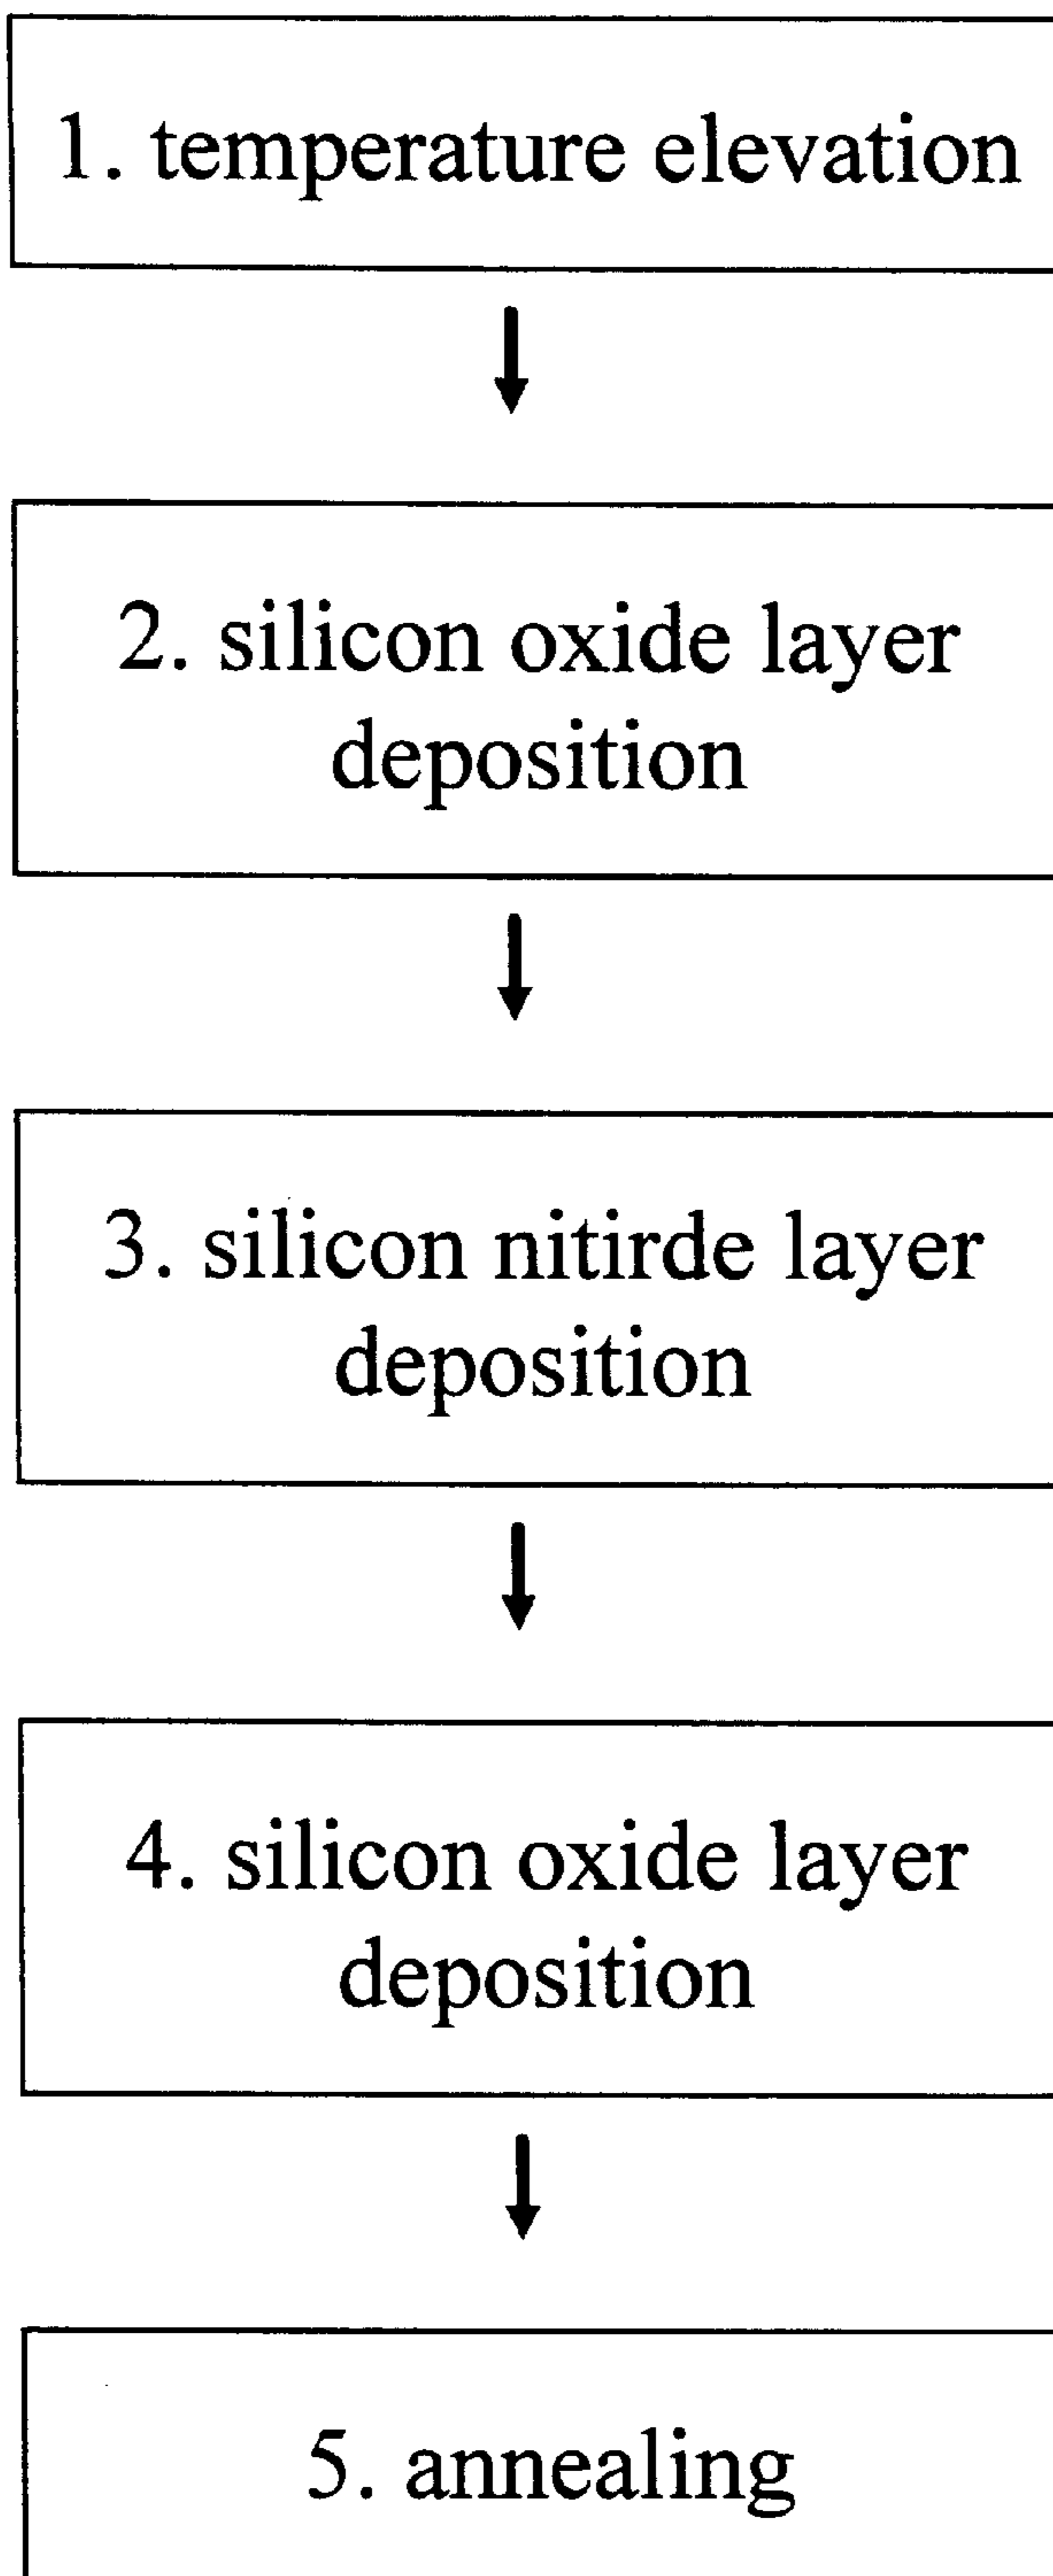 1. temperature elevation
2. silicon oxide layer
deposition
3. silicon nitirde layer
deposition
4. silicon oxide layer
deposition
5. annealing